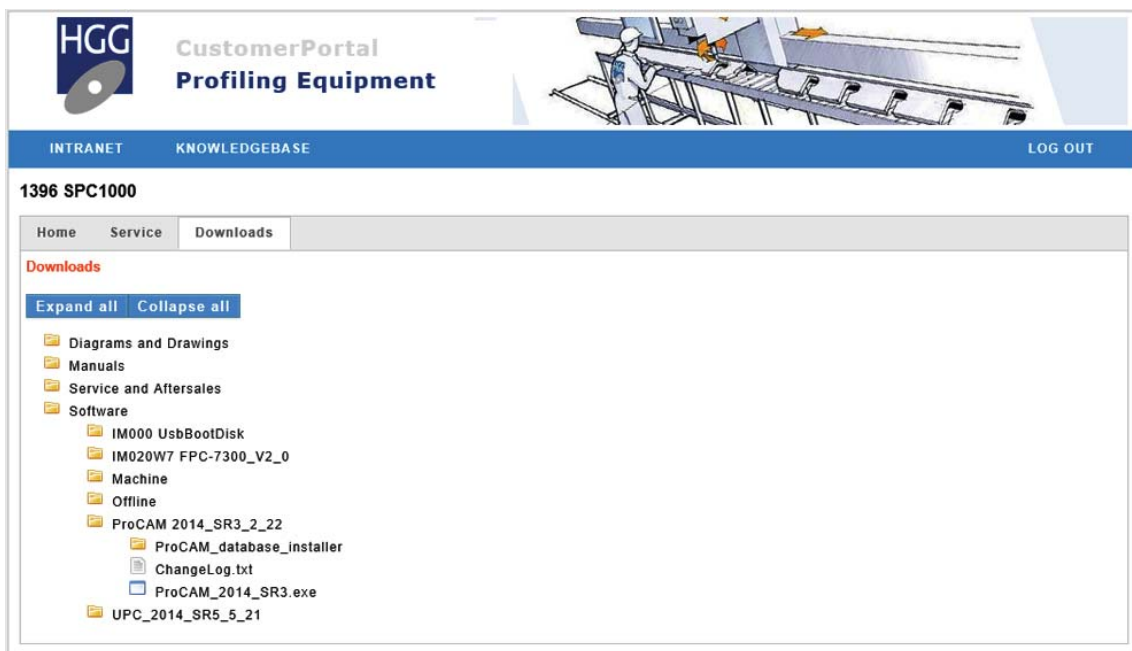 HGG
CustomerPortal
Profiling Equipment
INTRANET KNOWLEDGEBASE LOG OUT
1396 SPC1000
Home Service Downloads
Downloads
Expand all Collapse all
Diagrams and Drawings
Manuals
Service and Aftersales
Software
IM000 UsbBootDisk
IM020W7 FPC-7300_V2_0
Machine
Offline
ProCAM 2014_SR3_2_22
ProCAM_database_installer
ChangeLog.txt
ProCAM_2014_SR3.exe
UPC_2014_SR5_5_21